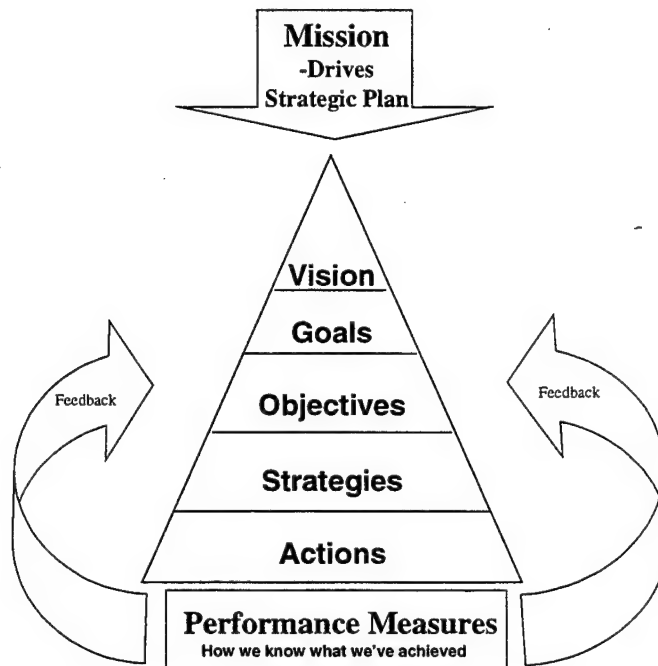 Mission
-Drives
Strategic Plan
Vision
Goals
Objectives
Strategies
Actions
Feedback
Feedback
Performance Measures
How we know what we've achieved